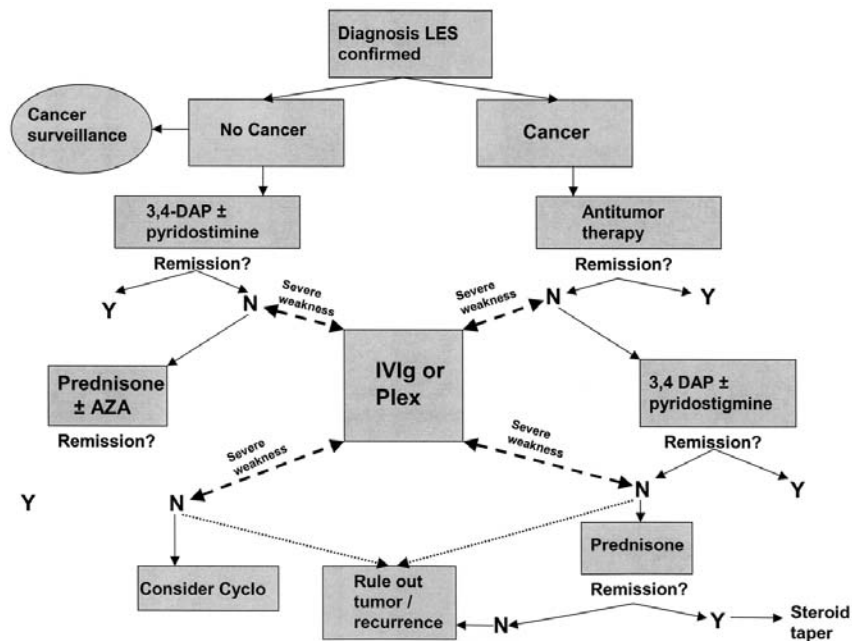 Diagnosis LES
confirmed
Cancer
surveillance
No Cancer
Cancer
3,4-DAP ±
pyridostimine
Antitumor
therapy
Remission?
Remission?
Y
N
Severe
weakness
Severe
weakness
N
Y
IVIg or
Plex
Prednisone
± AZA
3,4 DAP ±
pyridostigmine
Remission?
Remission?
Severe
weakness
Severe
weakness
Y
N
N
Y
Consider Cyclo
Rule out
tumor /
recurrence
Prednisone
Remission?
N
Y
Steroid
taper